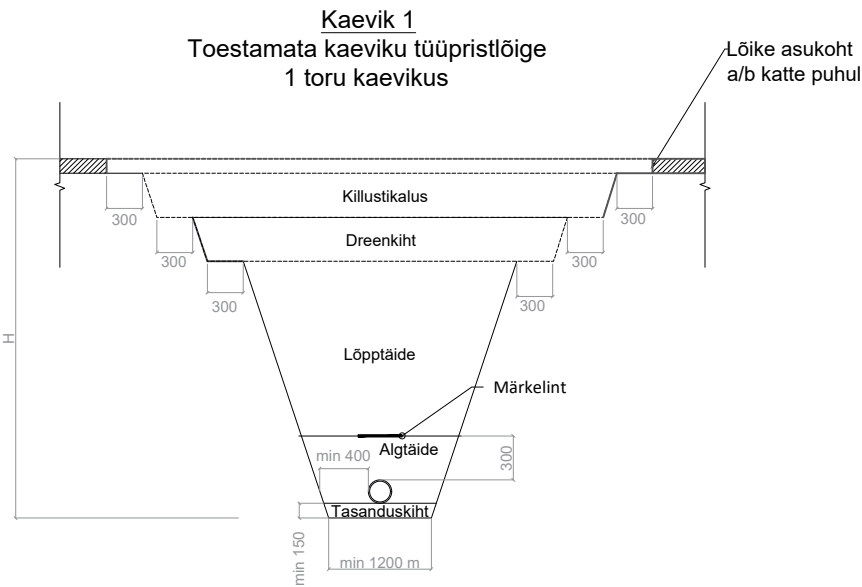 Kaevik 1
Toestamata kaeviku tüüpristlõige
1 toru kaevikus
Lõike asukoht
a/b katte puhul
Killustikalus
300
300
Dreenkiht
300
300
300
300
H
Lõpptäide
Märkelint
Algtäide
min 400
300
Tasanduskiht
min 150
min 1200 m